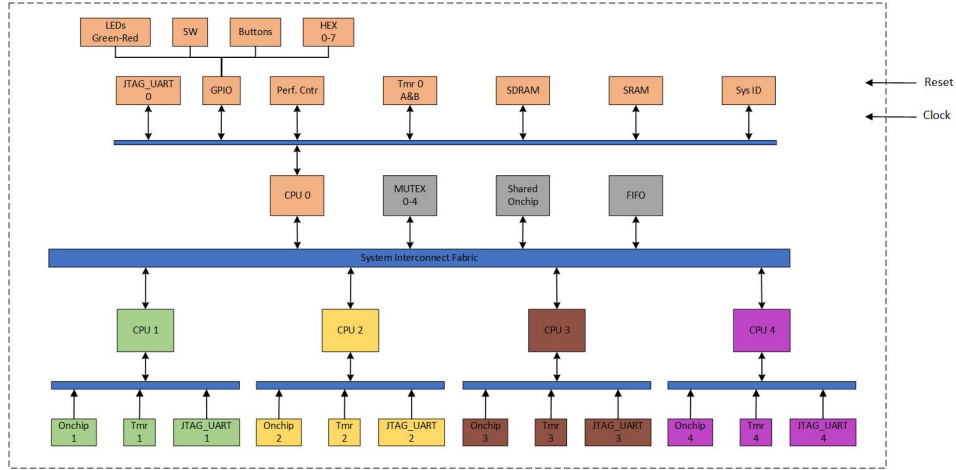 LEDs
Green-Red
SW
Buttons
HEX
0-7
JTAG_UART
0
GPIO
Perf. Cntr
Tmr 0
A&B
SDRAM
SRAM
Sys ID
Reset
Clock
CPU 0
MUTEX
0-4
Shared
Onchip
FIFO
System Interconnect Fabric
CPU 1
CPU 2
CPU 3
CPU 4
Onchip
1
Tmr
1
JTAG_UART
1
Onchip
2
Tmr
2
JTAG_UART
2
Onchip
3
Tmr
3
JTAG_UART
3
Onchip
4
Tmr
4
JTAG_UART
4